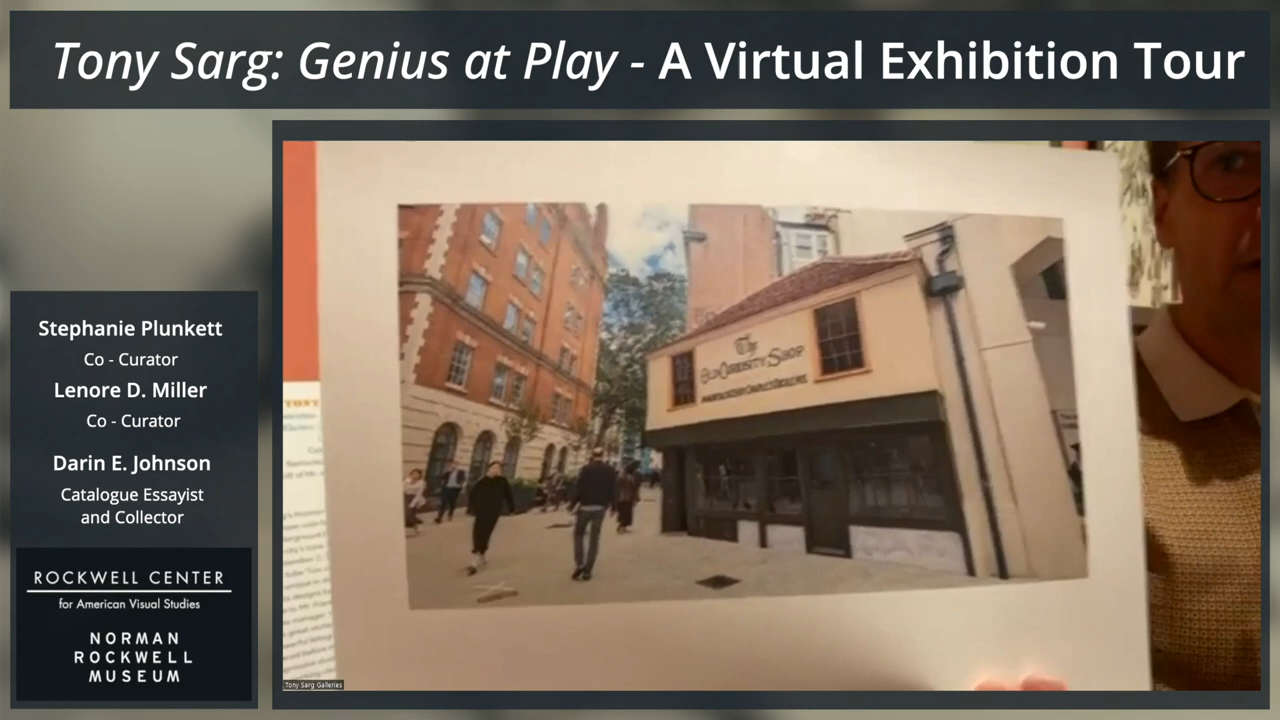 Tony Sarg: Genius at Play - A Virtual Exhibition Tour
Stephanie Plunkett
Co - Curator
Lenore D. Miller
Co - Curator
Darin E. Johnson
Catalogue Essayist
and Collector
ROCKWELL CENTER
for American Visual Studies
NORMAN
ROCKWELL
MUSEUM
The
Old Curiosity Shop
TONY
Tony Sarg Galleries